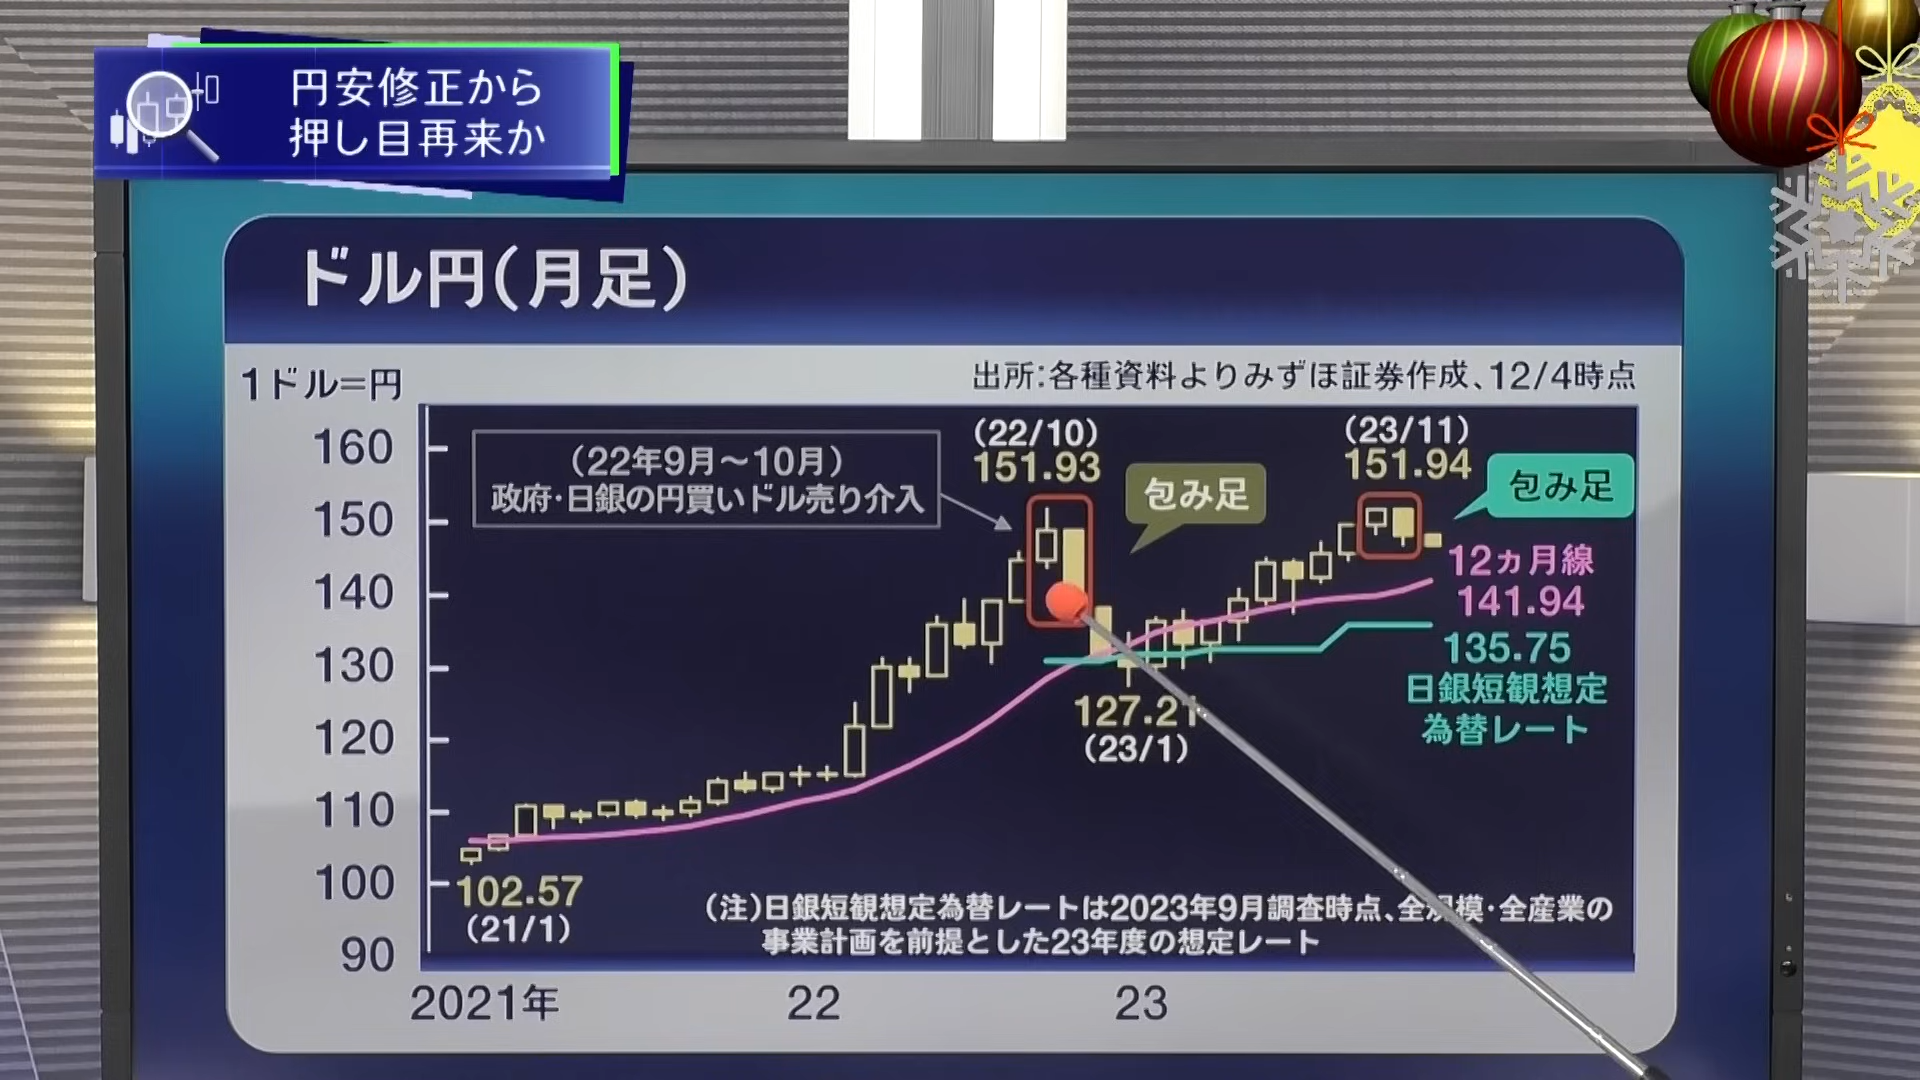 円安修正から
押し目再来か
ドル円(月足)
1ドル=円
出所:各種資料よりみずほ証券作成、12/4時点
160
150
140
130
120
110
100
90
(22年9月〜10月)
政府・日銀の円買いドル売り介入
(22/10)
151.93
包み足
(23/11)
151.94
包み足
12ヵ月線
141.94
135.75
日銀短観想定
為替レート
127.21
(23/1)
102.57
(21/1)
(注)日銀短観想定為替レートは2023年9月調査時点、全規模・全産業の
事業計画を前提とした23年度の想定レート
2021年
22
23